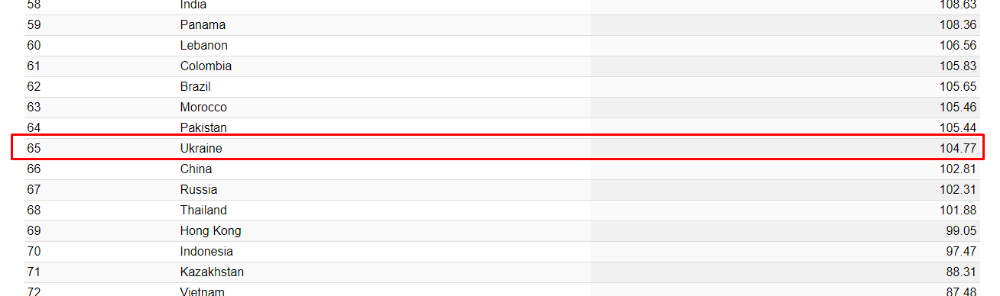 58 India 108.63
59 Panama 108.36
60 Lebanon 106.56
61 Colombia 105.83
62 Brazil 105.65
63 Morocco 105.46
64 Pakistan 105.44
65 Ukraine 104.77
66 China 102.81
67 Russia 102.31
68 Thailand 101.88
69 Hong Kong 99.05
70 Indonesia 97.47
71 Kazakhstan 88.31
72 Vietnam 87.48